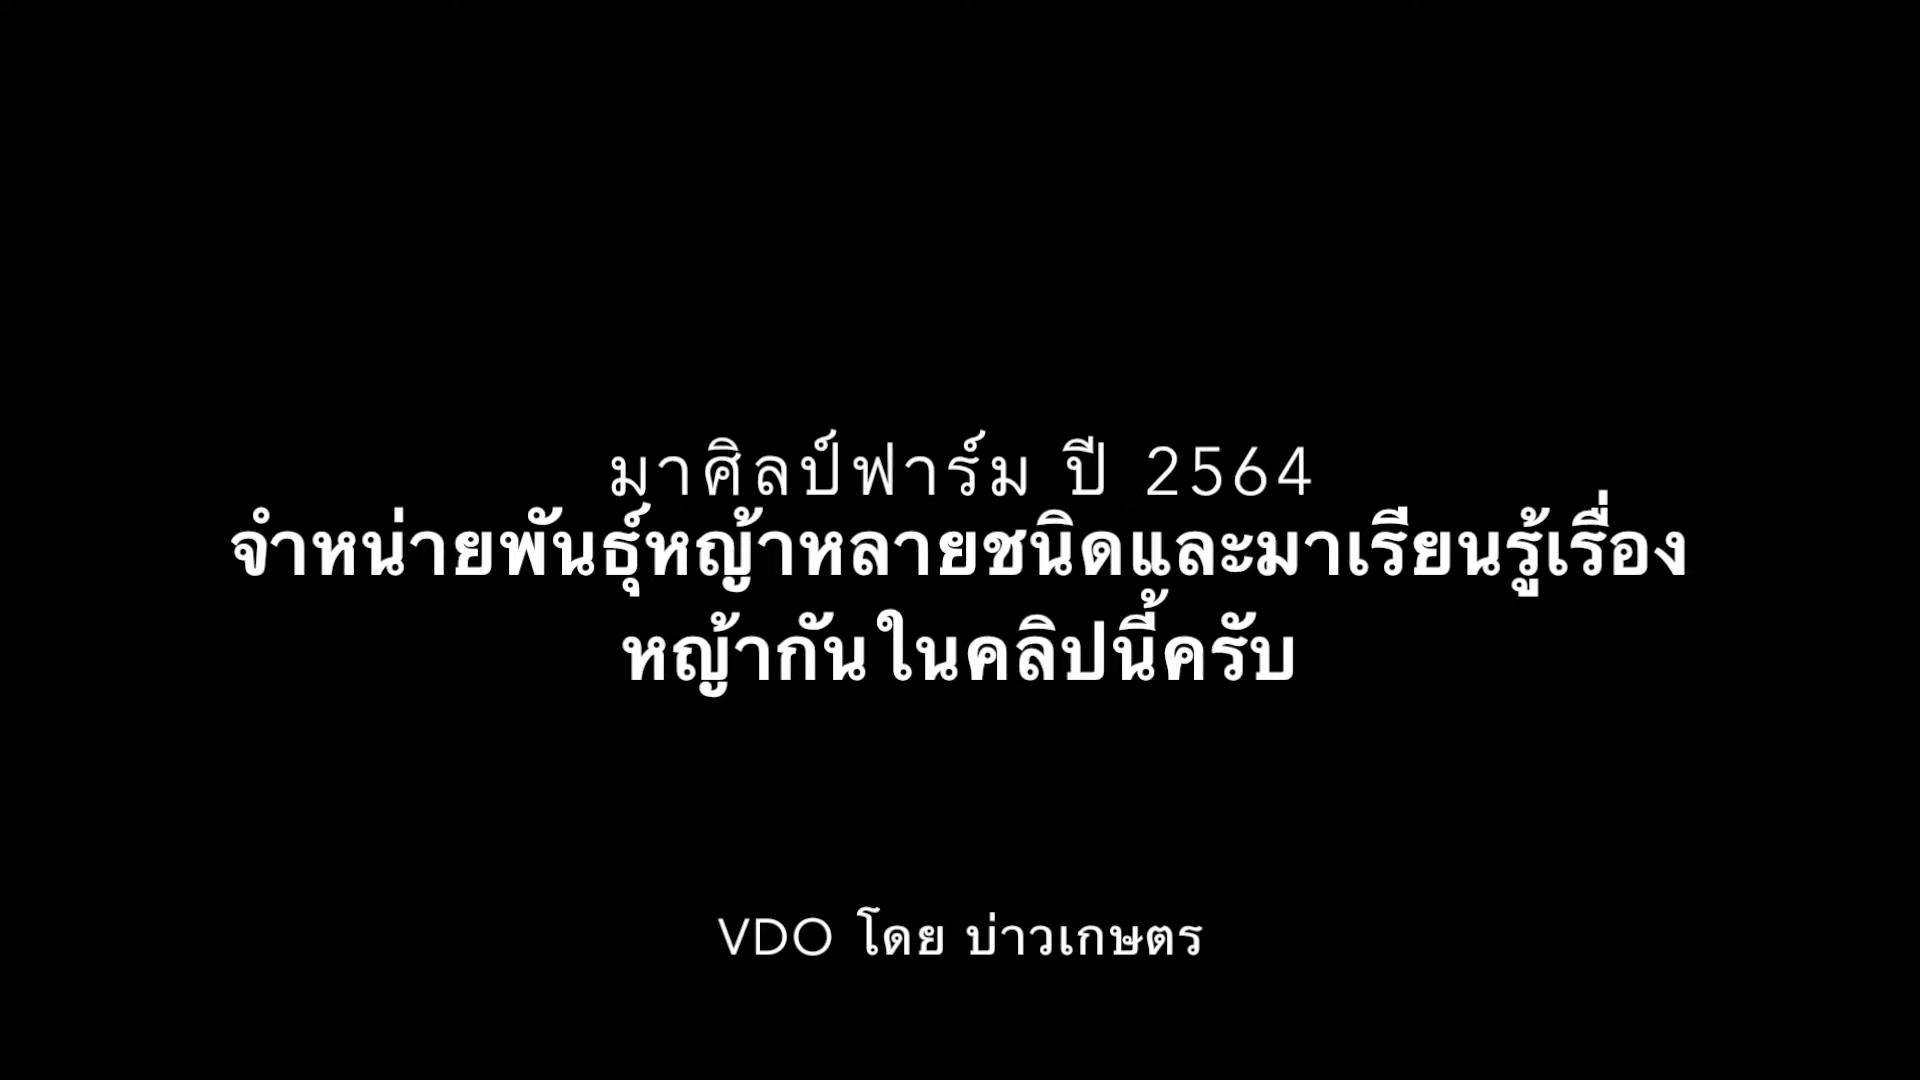 มาศิลป์ฟาร์ม ปี 2564
จำหน่ายพันธุ์หญ้าหลายชนิดและมาเรียนรู้เรื่อง
หญ้ากันในคลิปนี้ครับ
VDO โดย บ่าวเกษตร